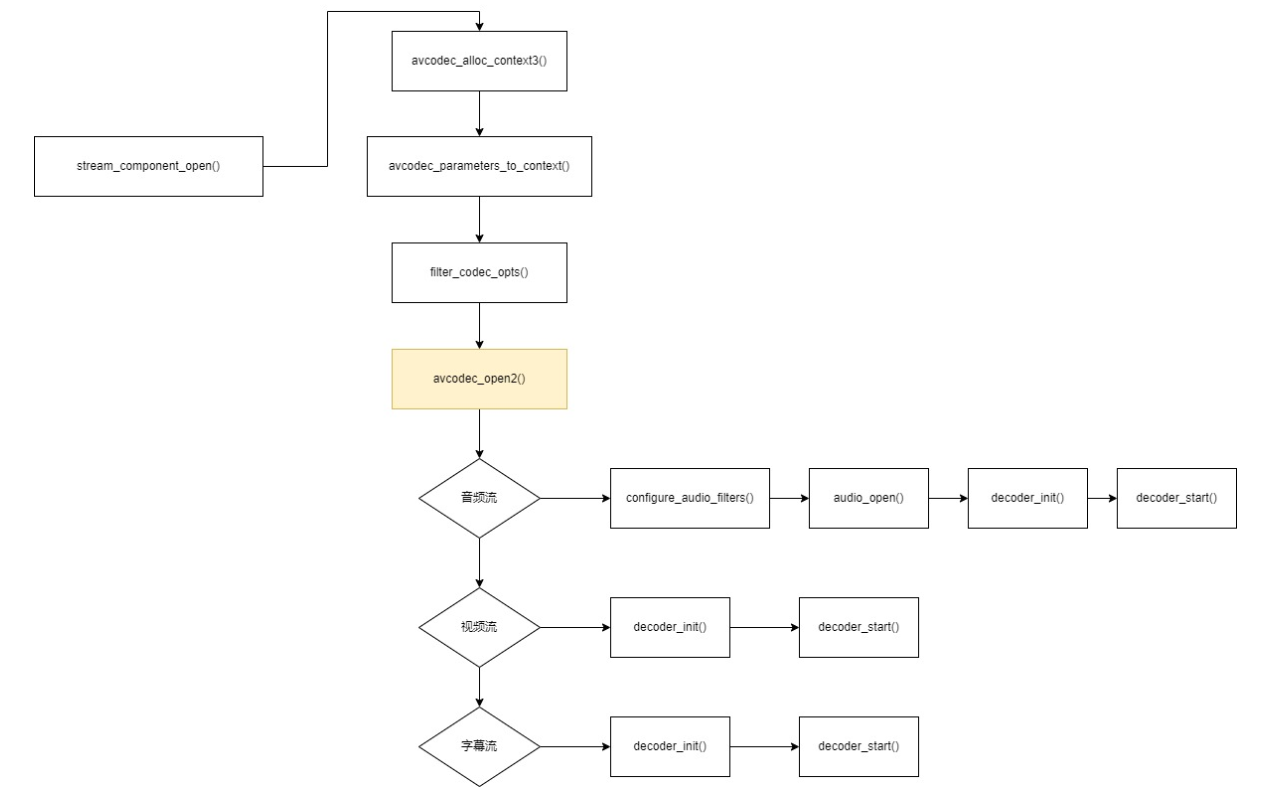 avcodec_alloc_context3()
stream_component_open()
avcodec_parameters_to_context()
filter_codec_opts()
avcodec_open2()
音频流
configure_audio_filters()
audio_open()
decoder_init()
decoder_start()
视频流
decoder_init()
decoder_start()
字幕流
decoder_init()
decoder_start()